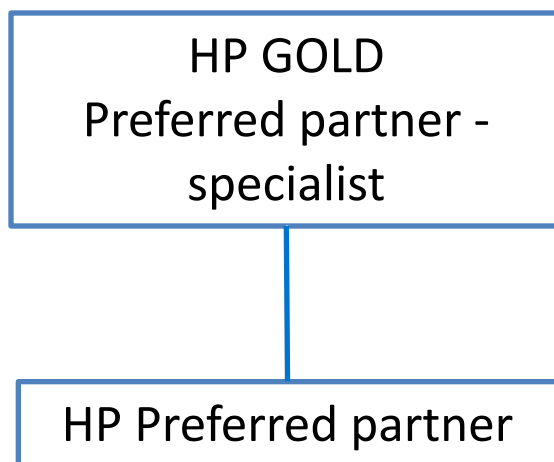 HP GOLD
Preferred partner -
specialist
HP Preferred partner